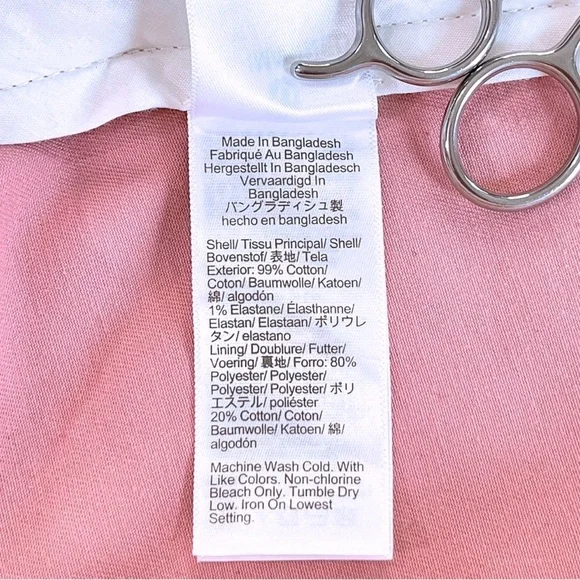 Made In Bangladesh
Fabriqué Au Bangladesh
Hergestellt In Bangladesch
Vervaardigd In
Bangladesh
バングラディシュ製
hecho en bangladesh
Shell/ Tissu Principal/ Shell/
Bovenstof/ 表地/ Tela
Exterior: 99% Cotton/
Coton/ Baumwolle/ Katoen/
綿/ algodón
1% Elastane/ Élasthanne/
Elastan/ Elastaan/ ポリウレ
タン/ elastano
Lining/ Doublure/ Futter/
Voering/ 裏地/ Forro: 80%
Polyester/ Polyester/
Polyester/ Polyester/ ポリ
エステル/ poliéster
20% Cotton/ Coton/
Baumwolle/ Katoen/ 綿/
algodón
Machine Wash Cold. With
Like Colors. Non-chlorine
Bleach Only. Tumble Dry
Low. Iron On Lowest
Setting.